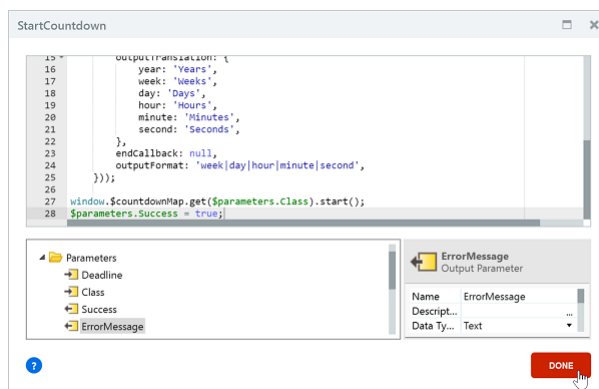 StartCountdown
15 outputTranslation: {
16 year: 'Years',
17 week: 'Weeks',
18 day: 'Days',
19 hour: 'Hours',
20 minute: 'Minutes',
21 second: 'Seconds',
22 },
23 endCallback: null,
24 outputFormat: 'week|day|hour|minute|second',
25 }));
26
27 window.$countdownMap.get($parameters.Class).start();
28 $parameters.Success = true;
Parameters
Deadline
Class
Success
ErrorMessage
ErrorMessage
Output Parameter
Name ErrorMessage
Descript... ...
Data Ty... Text
?
DONE